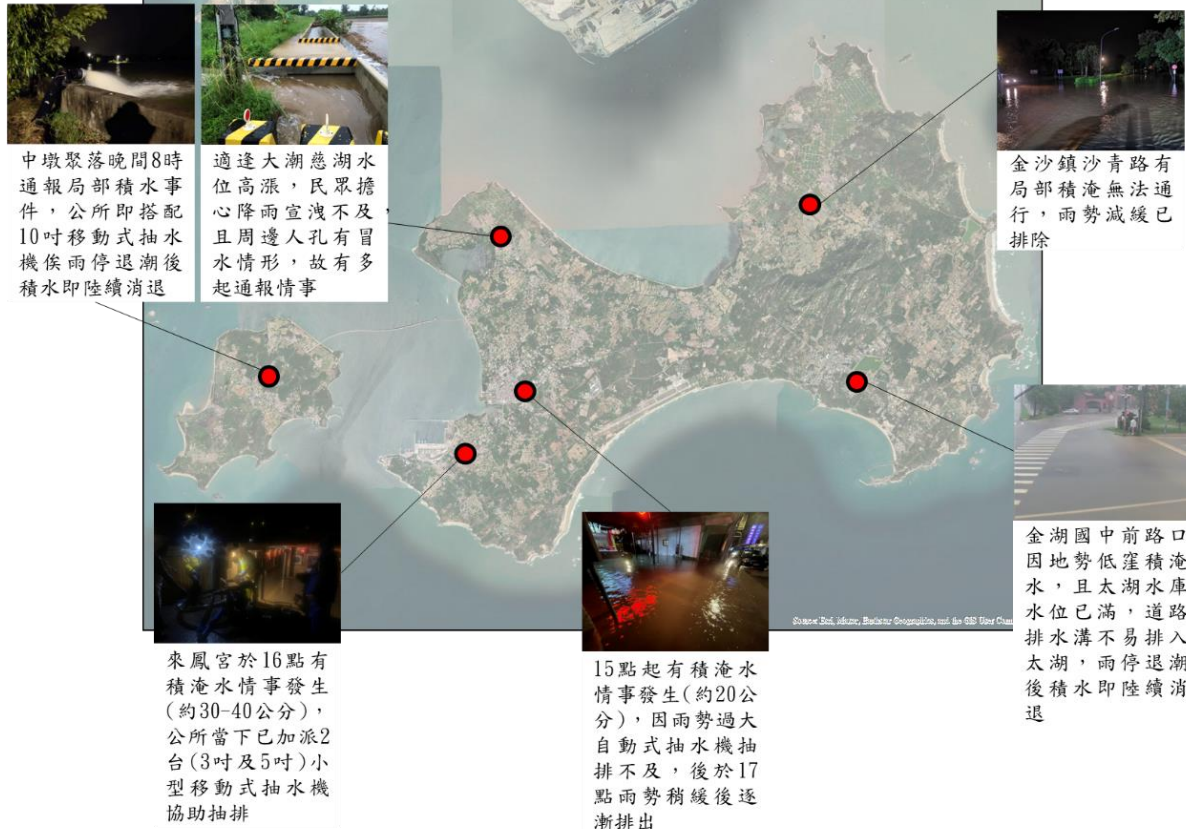 中墩聚落晚間8時
通報局部積水事
件，公所即搭配
10吋移動式抽水
機俟雨停退潮後
積水即陸續消退
適逢大潮慈湖水
位高漲，民眾擔
心降雨宣洩不及，
且周邊人孔有冒
水情形，故有多
起通報情事
金沙鎮沙青路有
局部積淹無法通
行，雨勢減緩已
排除
金湖國中前路口
因地勢低窪積淹
水，且太湖水庫
水位已滿，道路
排水溝不易排入
太湖，雨停退潮
後積水即陸續消
退
來鳳宮於16點有
積淹水情事發生
(約30-40公分)，
公所當下已加派2
台(3吋及5吋)小
型移動式抽水機
協助抽排
15點起有積淹水
情事發生(約20公
分)，因雨勢過大
自動式抽水機抽
排不及，後於17
點雨勢稍緩後逐
漸排出
Source: Esri, Maxar, Earthstar Geographics, and the GIS User Com